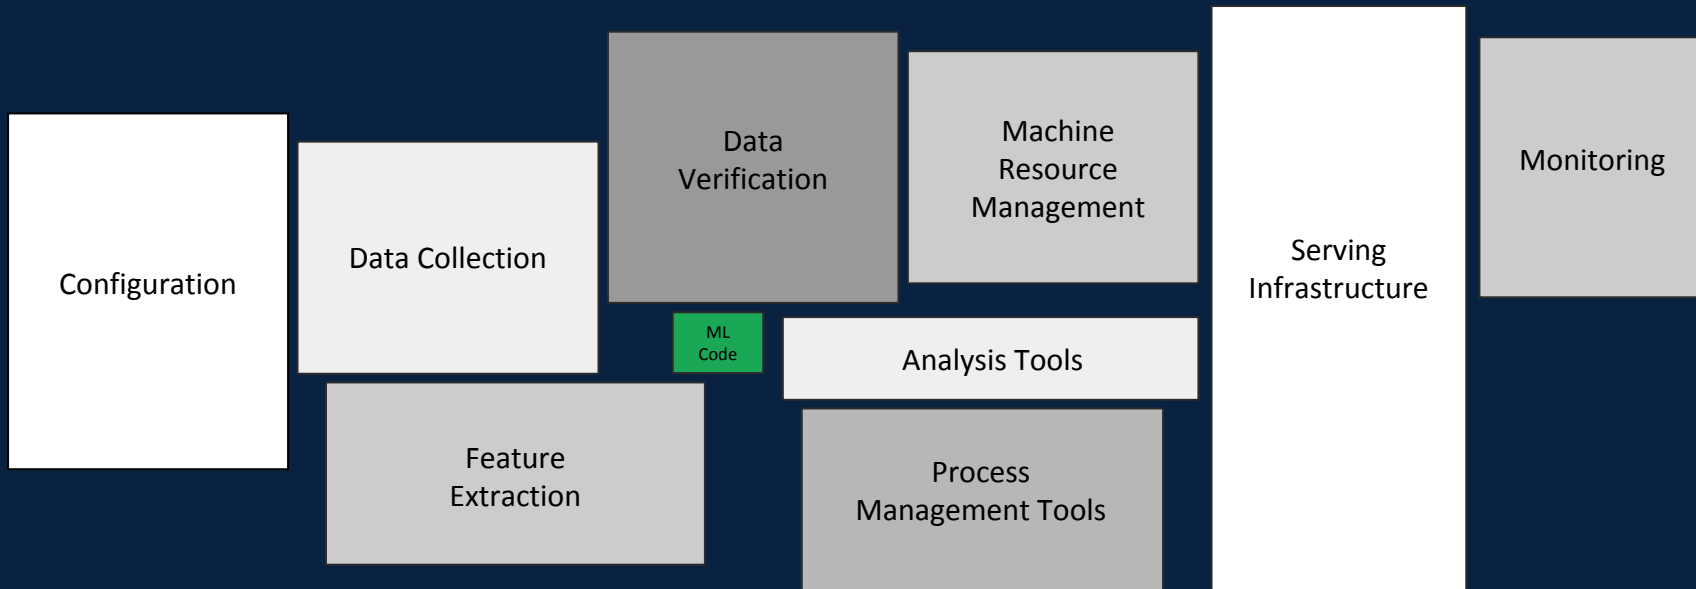 Configuration
Data Collection
Data
Verification
Machine
Resource
Management
Serving
Infrastructure
Monitoring
ML
Code
Analysis Tools
Feature
Extraction
Process
Management Tools